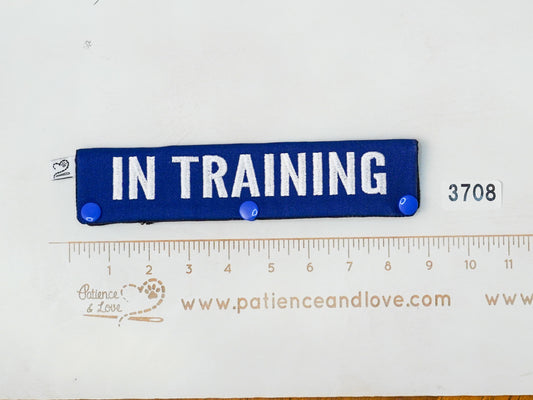 IN TRAINING
3708
1 2 3 4 5 6 7 8 9 10 11
Patience
& Love
www.patienceandlove.com
www